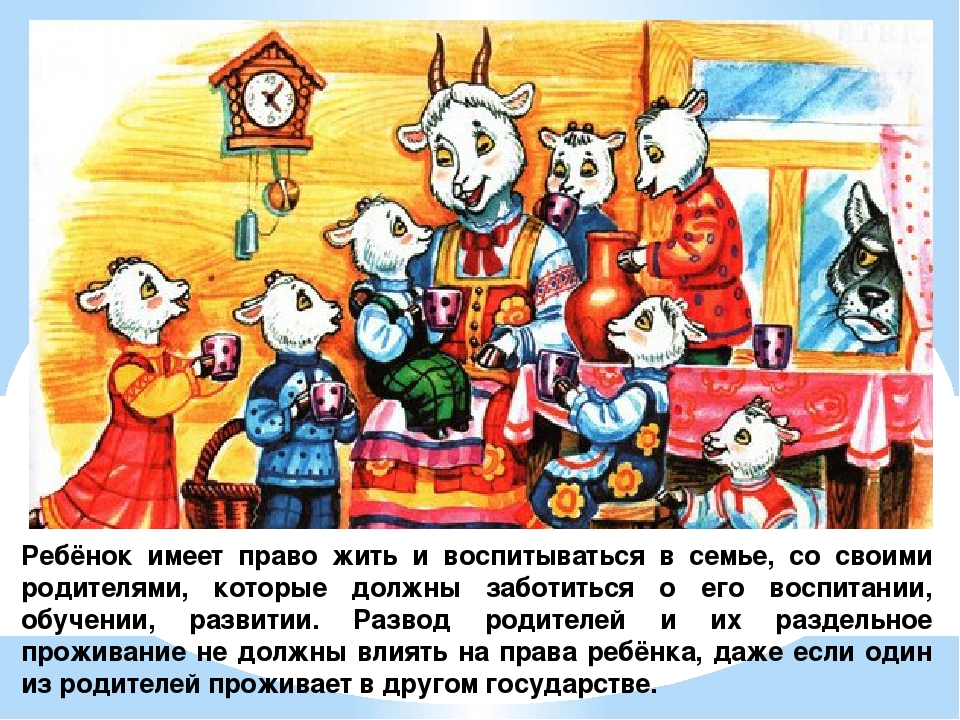 Ребёнок имеет право жить и воспитываться в семье, со своими
родителями, которые должны заботиться о его воспитании,
обучении, развитии. Развод родителей и их раздельное
проживание не должны влиять на права ребёнка, даже если один
из родителей проживает в другом государстве.